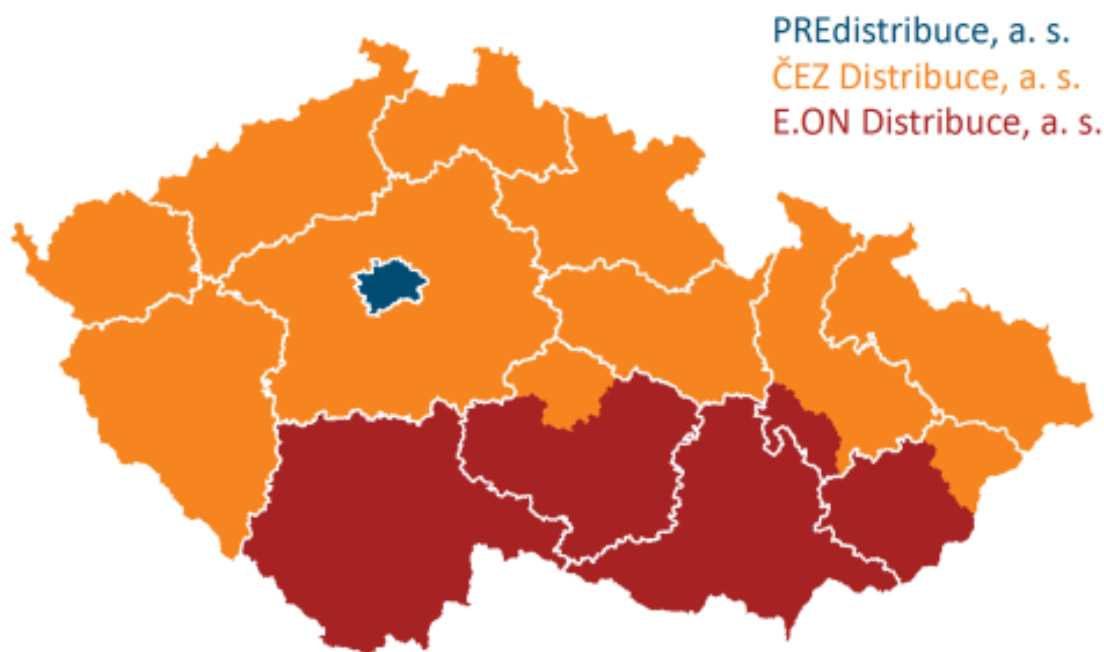 PREdistribuce, a. s.
ČEZ Distribuce, a. s.
E.ON Distribuce, a. s.